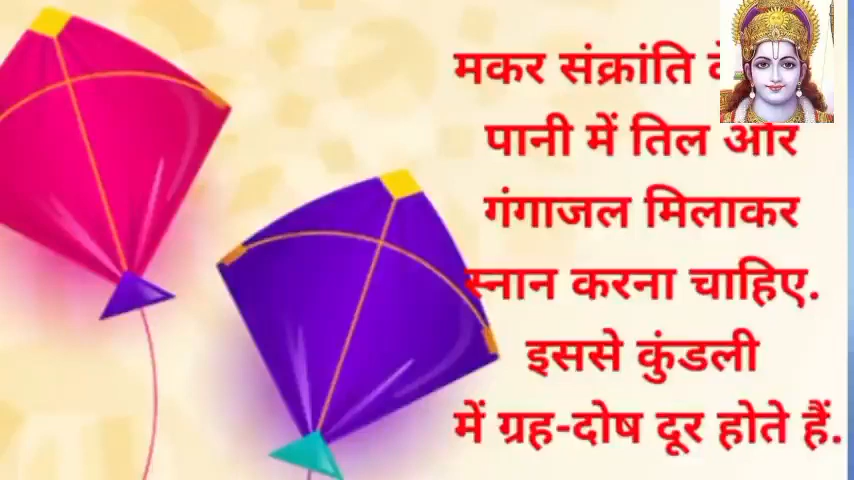 मकर संक्रांति
पानी में तिल और
गंगाजल मिलाकर
स्नान करना चाहिए.
इससे कुंडली
में ग्रह-दोष दूर होते हैं.